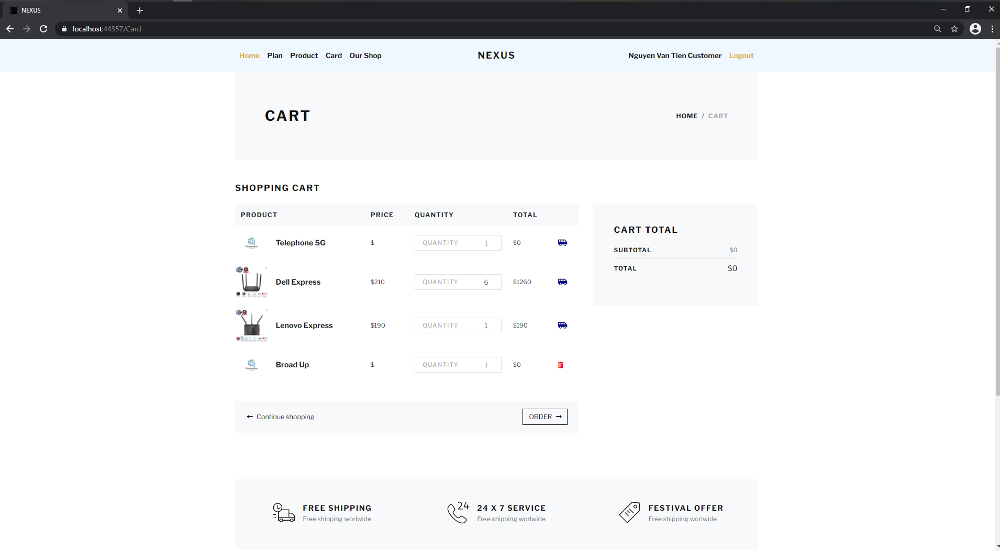 NEXUS
localhost:44357/Card
Home Plan Product Card Our Shop NEXUS Nguyen Van Tien Customer Logout
CART HOME / CART
SHOPPING CART
PRODUCT PRICE QUANTITY TOTAL
Telephone 5G $ QUANTITY 1 $0
Dell Express $210 QUANTITY 6 $1260
Lenovo Express $190 QUANTITY 1 $190
Broad Up $ QUANTITY 1 $0
CART TOTAL
SUBTOTAL $0
TOTAL $0
Continue shopping ORDER
FREE SHIPPING
Free shipping worlwide
24
24 X 7 SERVICE
Free shipping worlwide
FESTIVAL OFFER
Free shipping worlwide